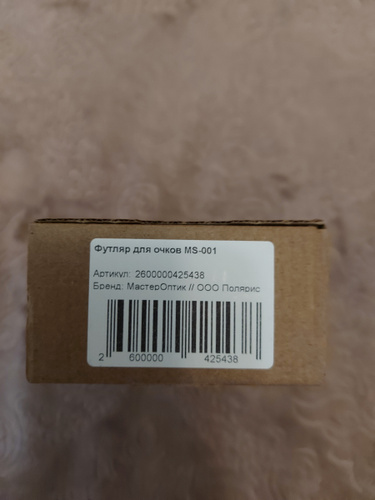 Футляр для очков MS-001
Артикул: 2600000425438
Бренд: МастерОптик // ООО Полярис
2 600000 425438